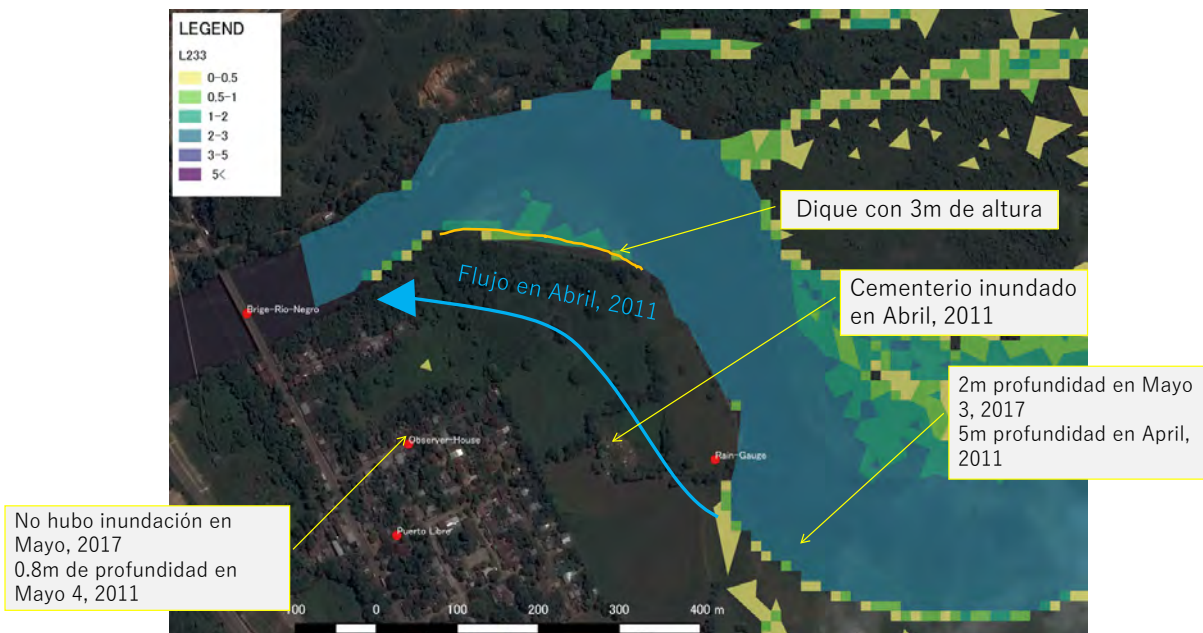 LEGEND
L233
0-0.5
0.5-1
1-2
2-3
3-5
5<
Dique con 3m de altura
Flujo en Abril, 2011
Cementerio inundado
en Abril, 2011
Brige-Rio-Negro
2m profundidad en Mayo
3, 2017
5m profundidad en April,
2011
Observer-House
Rain-Gauge
No hubo inundación en
Mayo, 2017
0.8m de profundidad en
Mayo 4, 2011
Puerto Libre
00 0 100 200 300 400 m